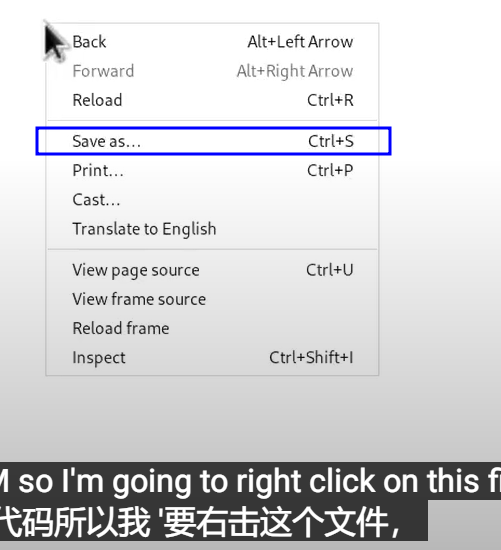 Back Alt+Left Arrow
Forward Alt+Right Arrow
Reload Ctrl+R
Save as... Ctrl+S
Print... Ctrl+P
Cast...
Translate to English
View page source Ctrl+U
View frame source
Reload frame
Inspect Ctrl+Shift+I
so I'm going to right click on this
代码所以我 '要右击这个文件，